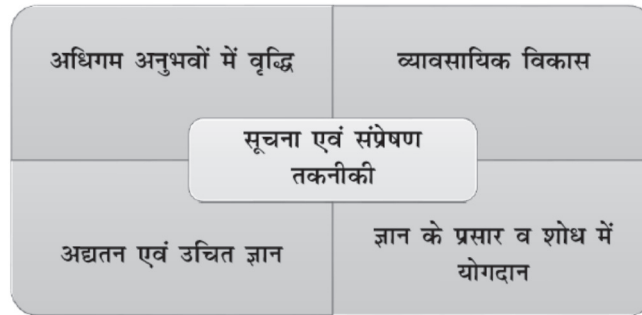 अधिगम अनुभवों में वृद्धि
व्यावसायिक विकास
सूचना एवं संप्रेषण
तकनीकी
अद्यतन एवं उचित ज्ञान
ज्ञान के प्रसार व शोध में
योगदान